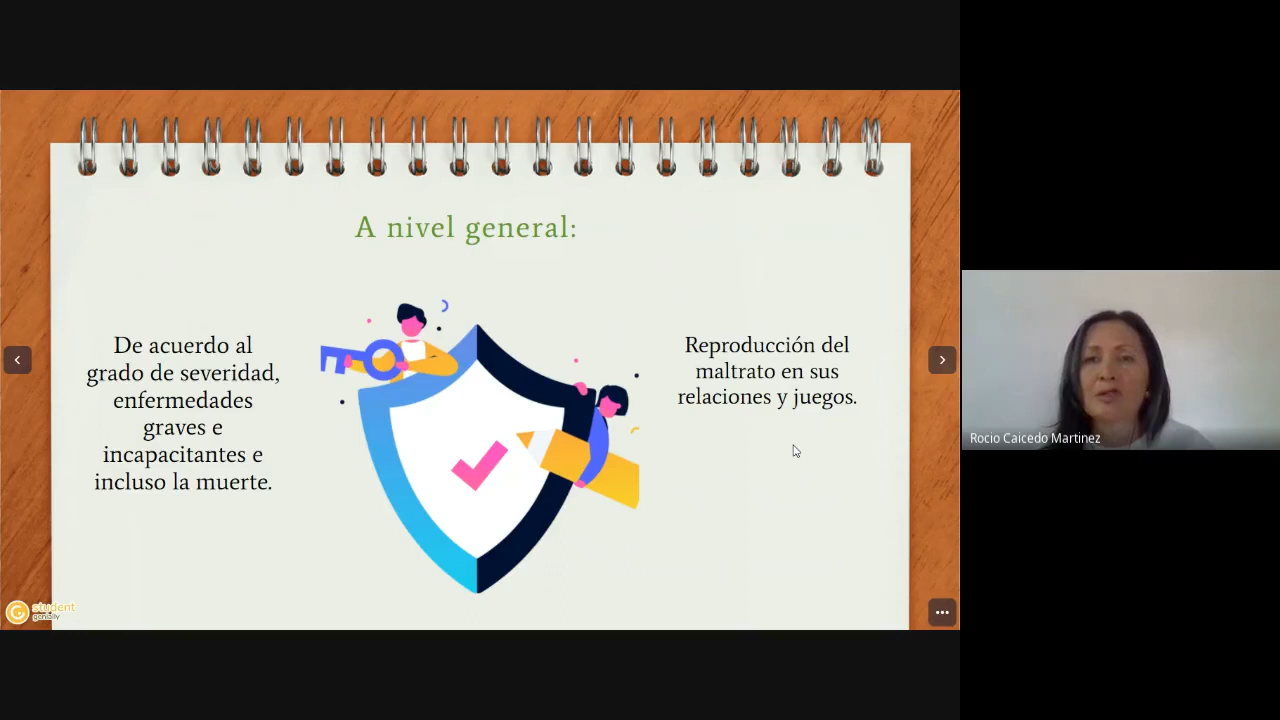 A nivel general:
De acuerdo al
grado de severidad,
enfermedades
graves e
incapacitantes e
incluso la muerte.
Reproducción del
maltrato en sus
relaciones y juegos.
Rocio Caicedo Martinez
student
genially